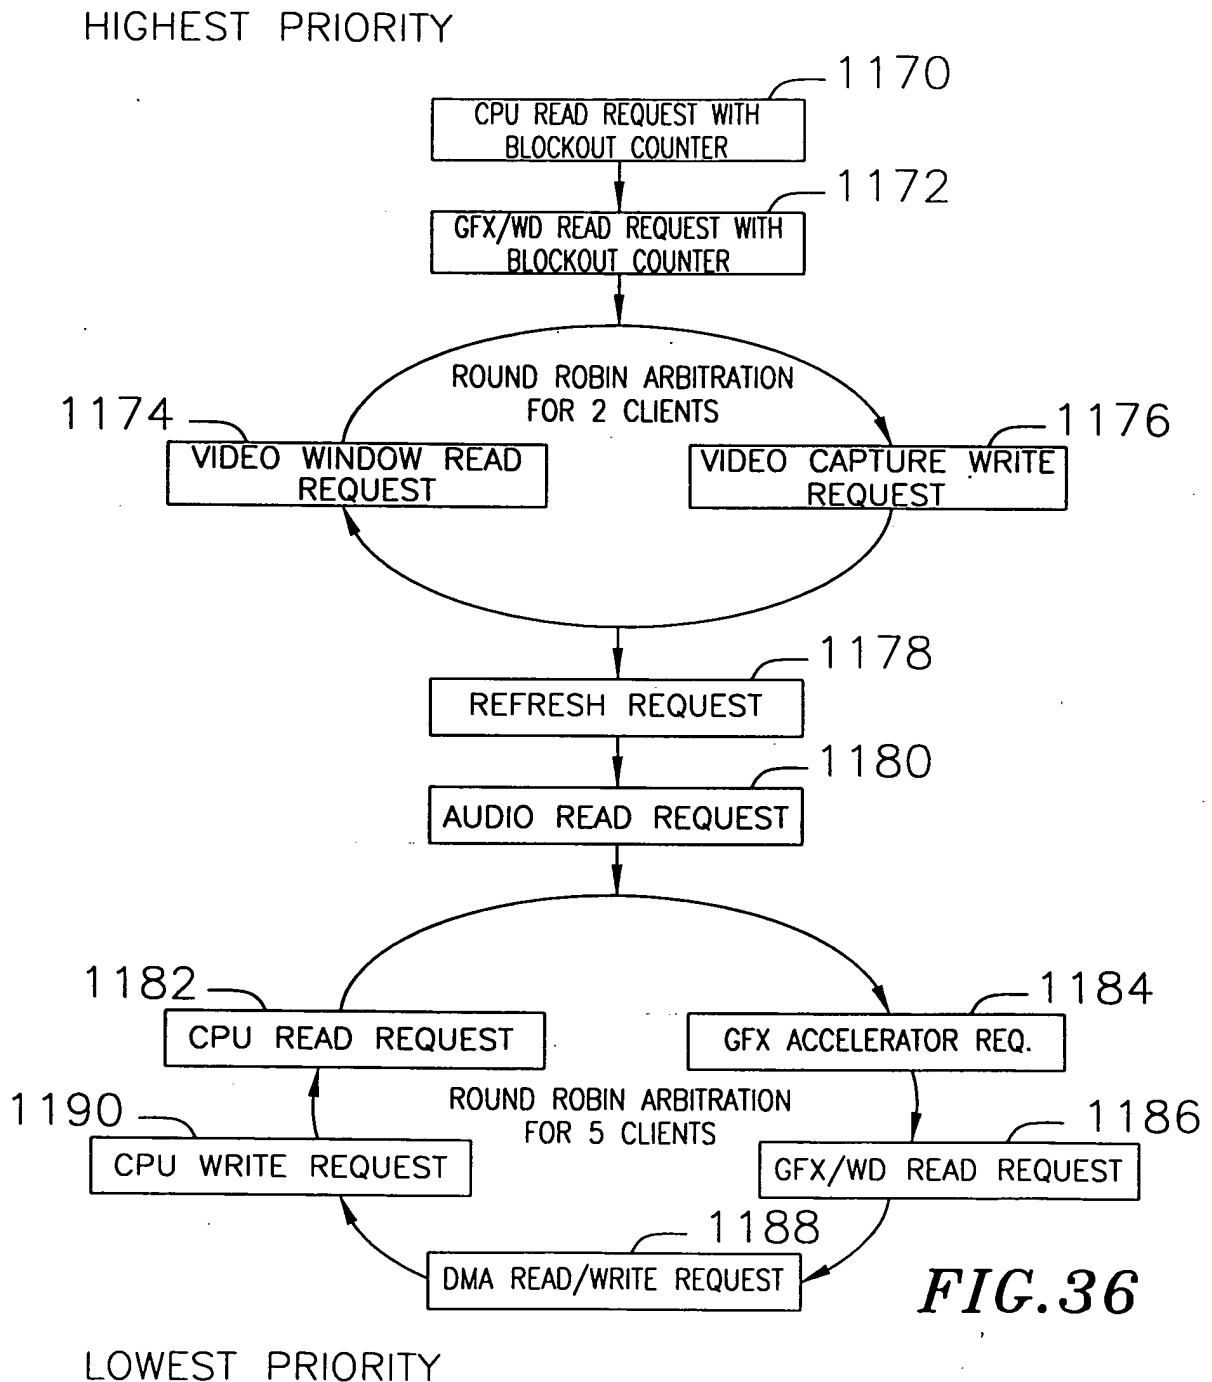 HIGHEST PRIORITY
1170
CPU READ REQUEST WITH
BLOCKOUT COUNTER
1172
GFX/WD READ REQUEST WITH
BLOCKOUT COUNTER
ROUND ROBIN ARBITRATION
FOR 2 CLIENTS
1174
VIDEO WINDOW READ
REQUEST
1176
VIDEO CAPTURE WRITE
REQUEST
1178
REFRESH REQUEST
1180
AUDIO READ REQUEST
1182
CPU READ REQUEST
1184
GFX ACCELERATOR REQ.
ROUND ROBIN ARBITRATION
FOR 5 CLIENTS
1190
CPU WRITE REQUEST
1186
GFX/WD READ REQUEST
1188
DMA READ/WRITE REQUEST
FIG.36
LOWEST PRIORITY